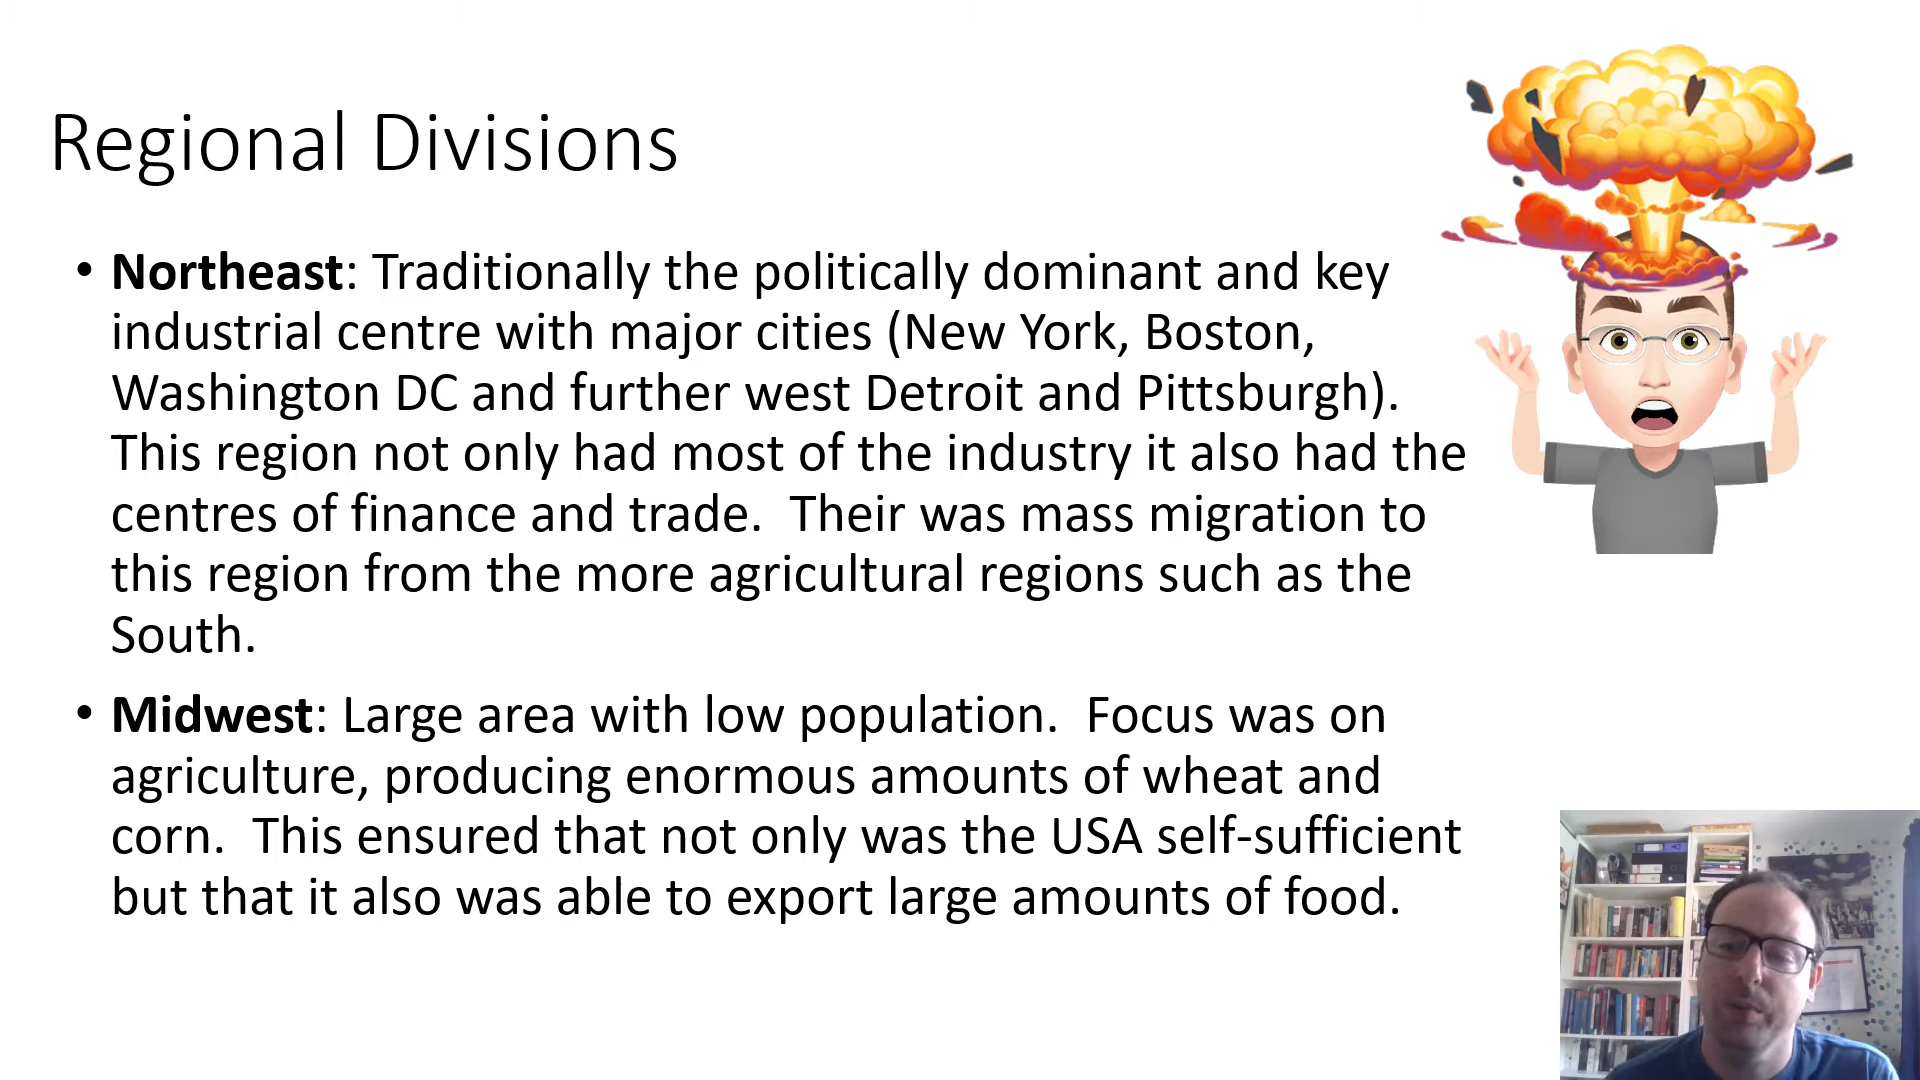 Regional Divisions
• Northeast: Traditionally the politically dominant and key
industrial centre with major cities (New York, Boston,
Washington DC and further west Detroit and Pittsburgh).
This region not only had most of the industry it also had the
centres of finance and trade.  Their was mass migration to
this region from the more agricultural regions such as the
South.
• Midwest: Large area with low population.  Focus was on
agriculture, producing enormous amounts of wheat and
corn.  This ensured that not only was the USA self-sufficient
but that it also was able to export large amounts of food.